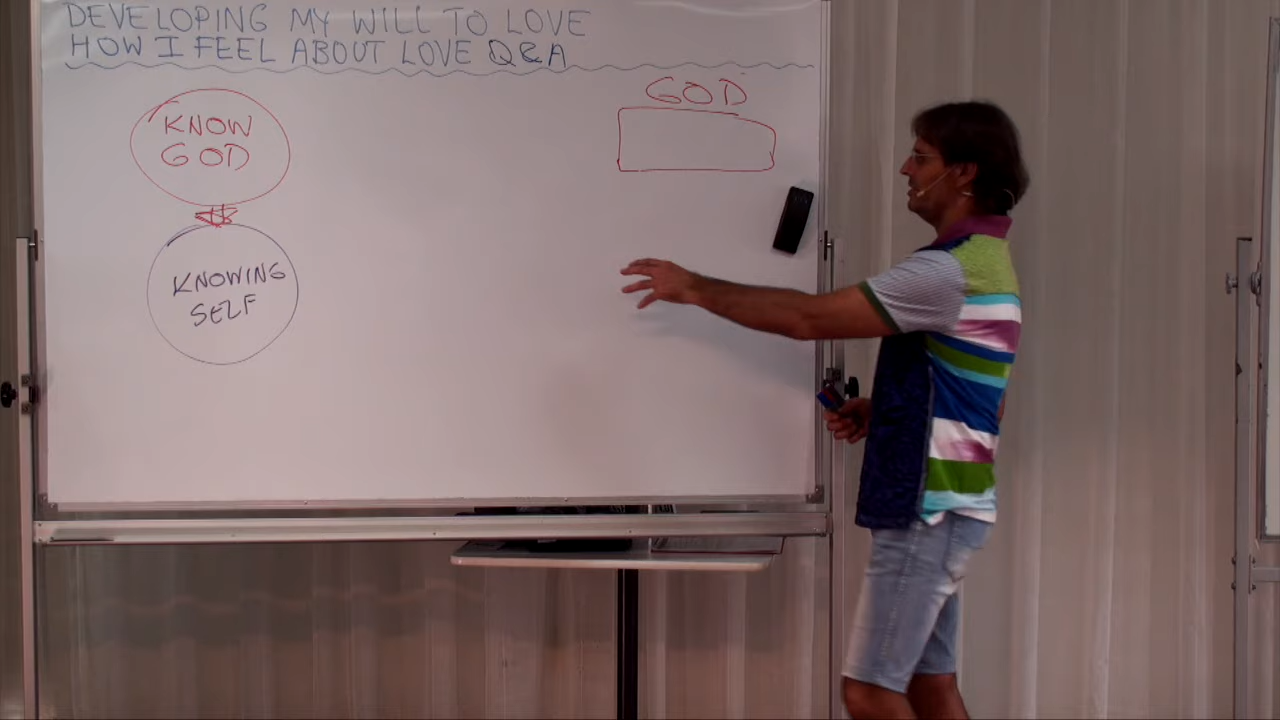 DEVELOPING MY WILL TO LOVE
HOW I FEEL ABOUT LOVE Q&A
KNOW
GOD
GOD
KNOWING
SELF